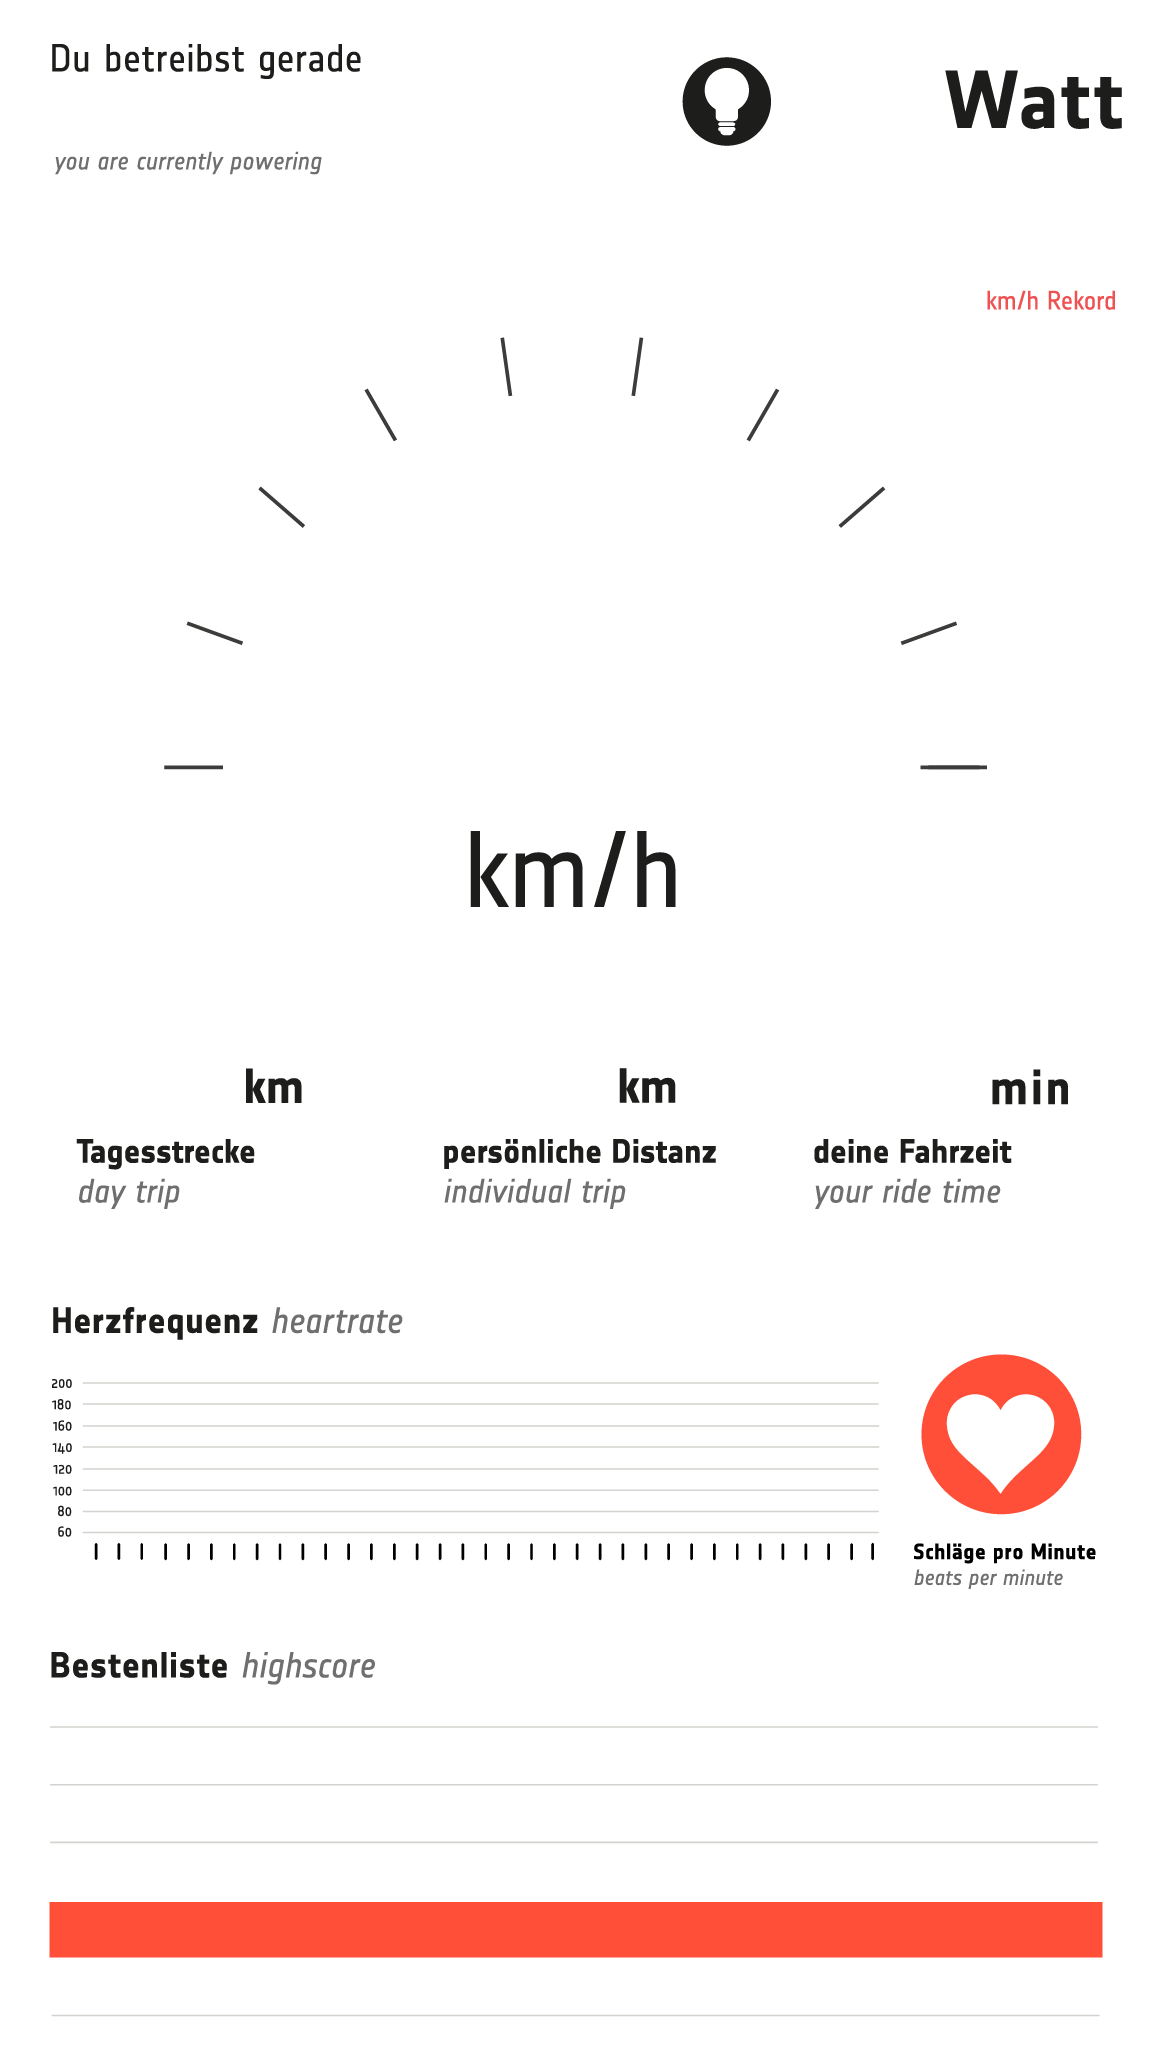 Du betreibst gerade
Watt
you are currently powering
km/h Rekord
km/h
km
km
min
Tagesstrecke
persönliche Distanz
deine Fahrzeit
day trip
individual trip
your ride time
Herzfrequenz heartrate
200
180
160
140
120
100
80
60
Schläge pro Minute
beats per minute
Bestenliste highscore